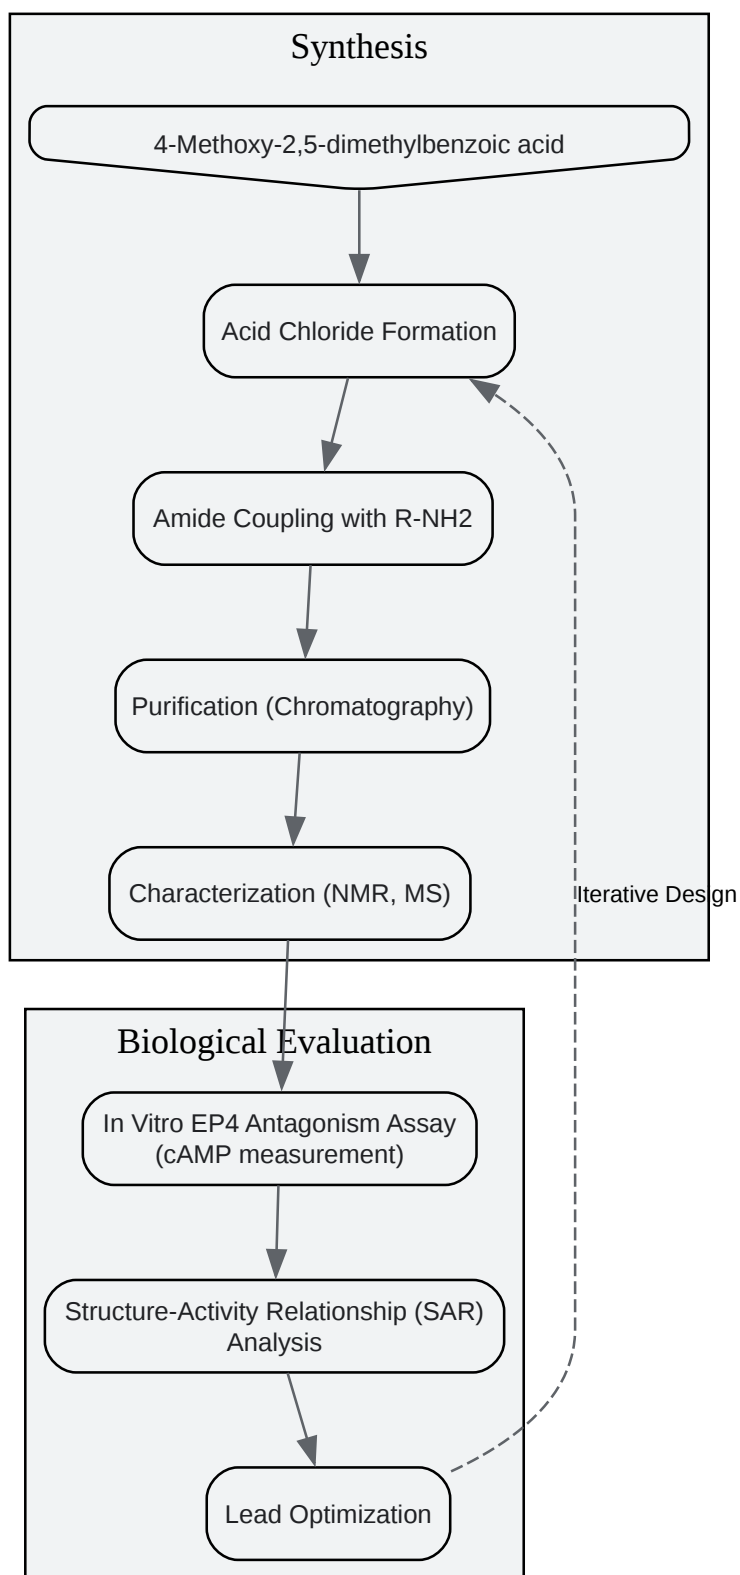 Synthesis
4-Methoxy-2,5-dimethylbenzoic acid
Acid Chloride Formation
Amide Coupling with R-NH2
Purification (Chromatography)
Characterization (NMR, MS)
Iterative Design
Biological Evaluation
In Vitro EP4 Antagonism Assay
(cAMP measurement)
Structure-Activity Relationship (SAR)
Analysis
Lead Optimization